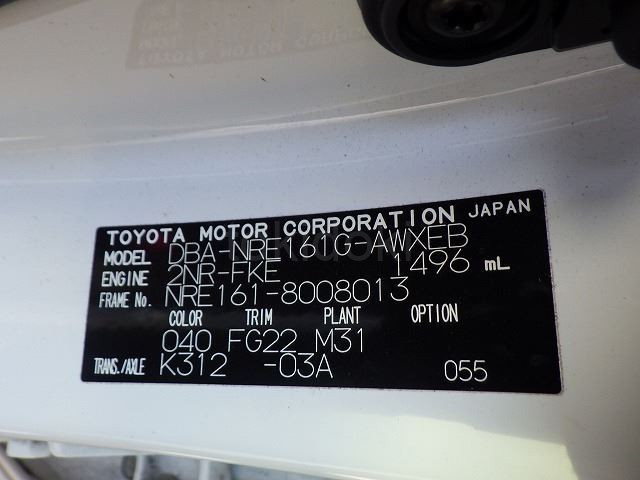 TOYOTA MOTOR CORPORATION JAPAN
MODEL DBA-NRE161G-AWXEB
ENGINE 2NR-FKE 1496 mL
FRAME No. NRE161-8008013
COLOR TRIM PLANT OPTION
040 FG22 M31
TRANS./AXLE K312 -03A 055